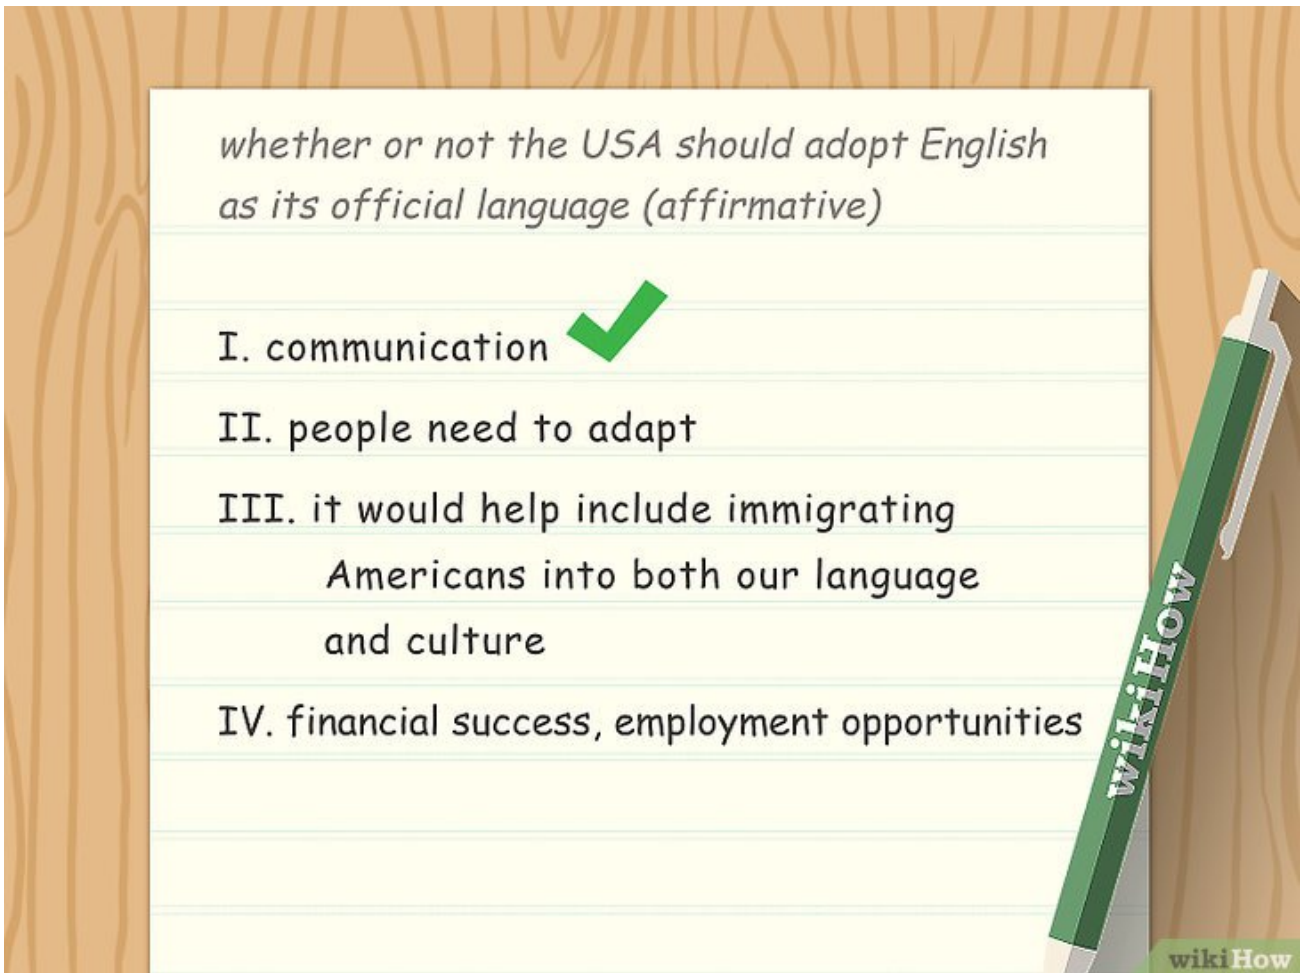 whether or not the USA should adopt English
as its official language (affirmative)
I. communication
II. people need to adapt
III. it would help include immigrating
Americans into both our language
and culture
IV. financial success, employment opportunities
wikiHow
wikiHow